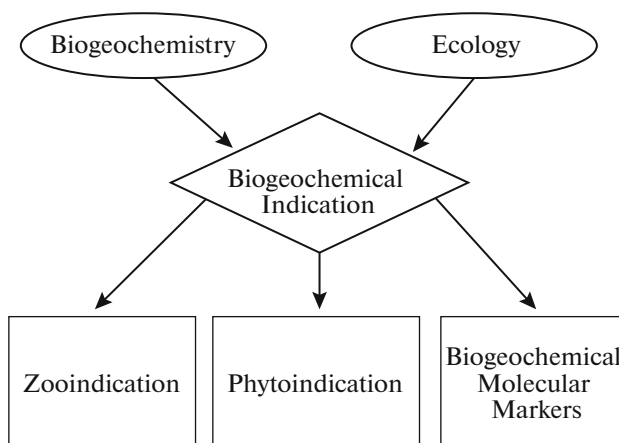 Biogeochemistry
Ecology
Biogeochemical
Indication
Zooindication
Phytoindication
Biogeochemical
Molecular
Markers